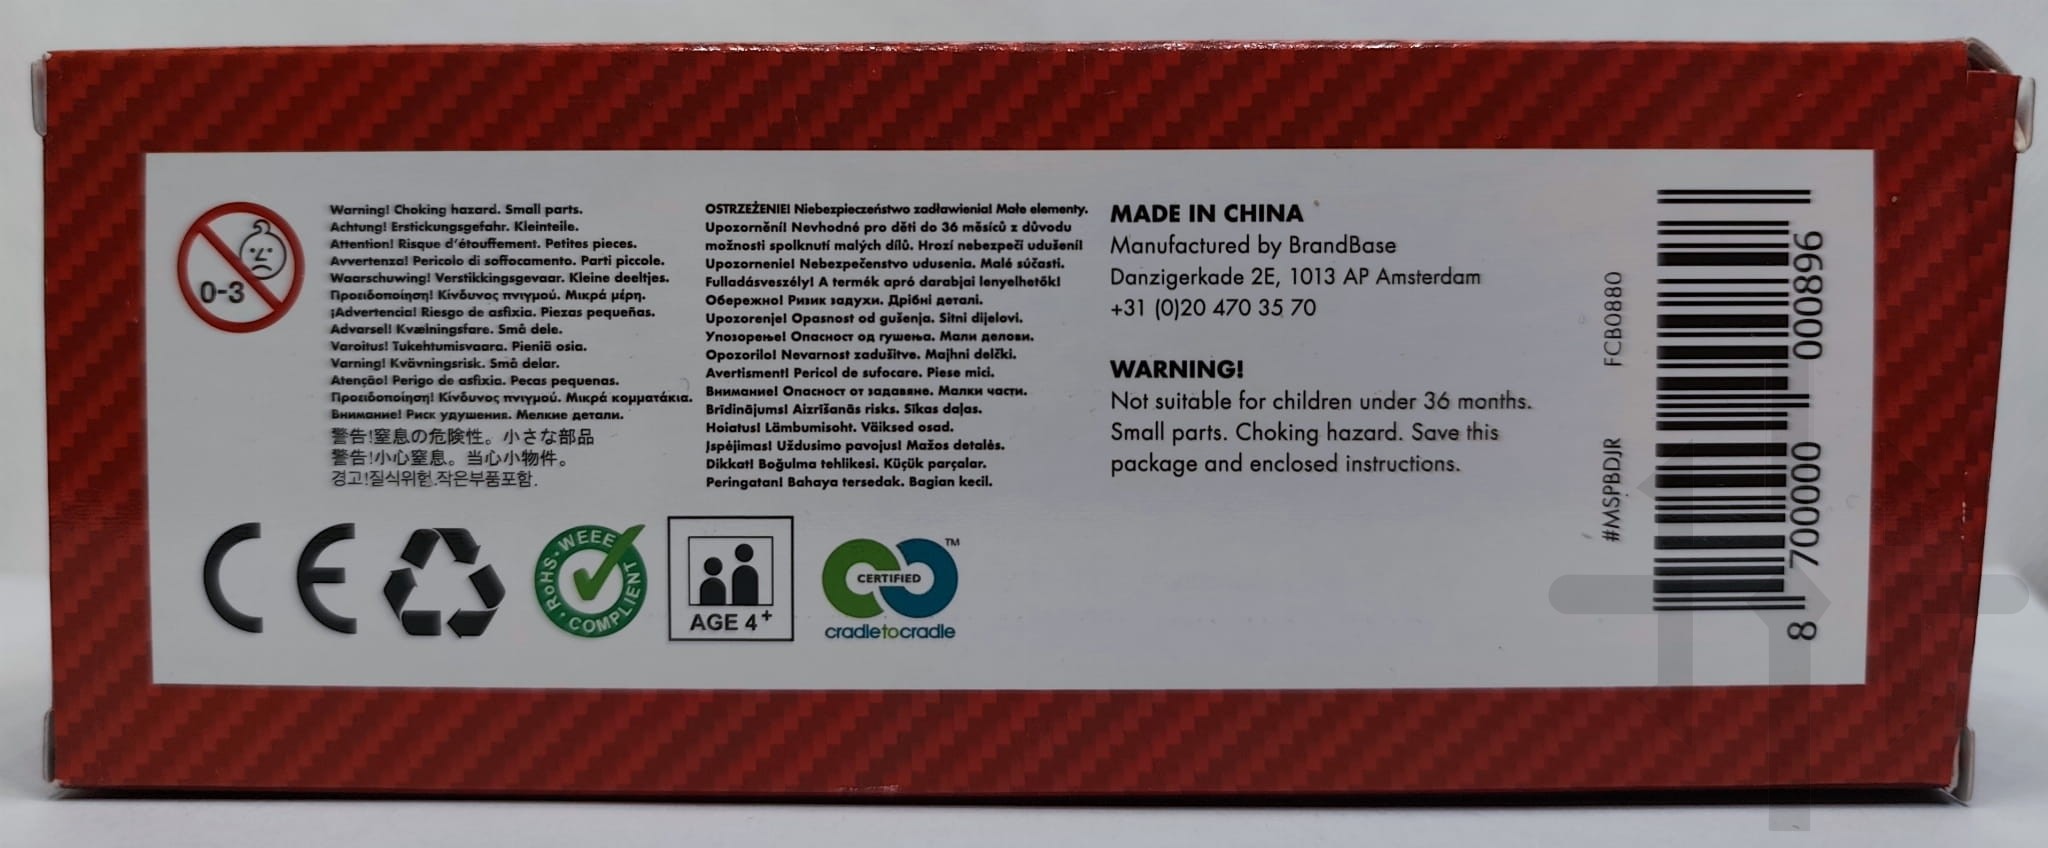 0-3
Warning! Choking hazard. Small parts.
Achtung! Erstickungsgefahr. Kleinteile.
Attention! Risque d'étouffement. Petites pieces.
Avvertenza! Pericolo di soffocamento. Parti piccole.
Waarschuwing! Verstikkingsgevaar. Kleine deeltjes.
Προειδοποίηση! Κίνδυνος πνιγμού. Μικρά μέρη.
¡Advertencia! Riesgo de asfixia. Piezas pequeñas.
Advarsel! Kvælningsfare. Små dele.
Varoitus! Tukehtumisvaara. Pieniä osia.
Varning! Kvävningsrisk. Små delar.
Atenção! Perigo de asfixia. Pecas pequenas.
Προειδοποίηση! Κίνδυνος πνιγμού. Μικρά κομματάκια.
Внимание! Риск удушения. Мелкие детали.
警告!窒息の危険性。小さな部品
警告!小心窒息。当心小物件。
경고!질식위험.작은부품포함.
OSTRZEŻENIE! Niebezpieczeństwo zadławienia! Małe elementy.
Upozornění! Nevhodné pro děti do 36 měsíců z důvodu
možnosti spolknutí malých dílů. Hrozí nebezpečí udušení!
Upozornenie! Nebezpečenstvo udusenia. Malé súčasti.
Fulladásveszély! A termék apró darabjai lenyelhetők!
Обережно! Ризик задухи. Дрібні деталі.
Upozorenje! Opasnost od gušenja. Sitni dijelovi.
Упозорење! Опасност од гушења. Мали делови.
Opozorilo! Nevarnost zadušitve. Majhni delčki.
Avertisment! Pericol de sufocare. Piese mici.
Внимание! Опасност от задавяне. Малки части.
Brīdinājums! Aizrīšanās risks. Sīkas daļas.
Hoiatus! Lämbumisoht. Väiksed osad.
Įspėjimas! Uždusimo pavojus! Mažos detalės.
Dikkat! Boğulma tehlikesi. Küçük parçalar.
Peringatan! Bahaya tersedak. Bagian kecil.
MADE IN CHINA
Manufactured by BrandBase
Danzigerkade 2E, 1013 AP Amsterdam
+31 (0)20 470 35 70
WARNING!
Not suitable for children under 36 months.
Small parts. Choking hazard. Save this
package and enclosed instructions.
#MSPBDJR FCB0880
8 700000 000896
CE
RoHS · WEEE
COMPLIENT
AGE 4+
CERTIFIED
TM
cradletocradle